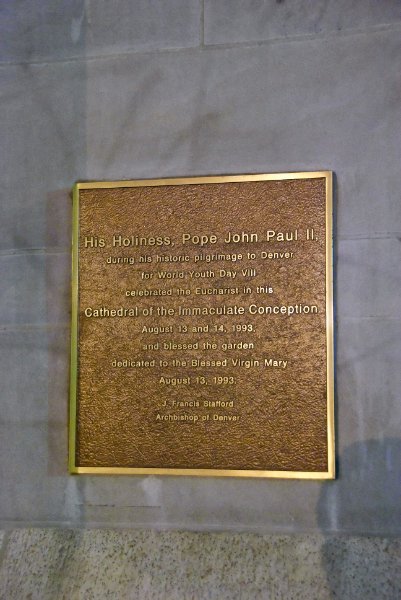 His Holiness, Pope John Paul II,
during his historic pilgrimage to Denver
for World Youth Day VIII
celebrated the Eucharist in this
Cathedral of the Immaculate Conception
August 13 and 14, 1993,
and blessed the garden
dedicated to the Blessed Virgin Mary
August 13, 1993.
J. Francis Stafford
Archbishop of Denver